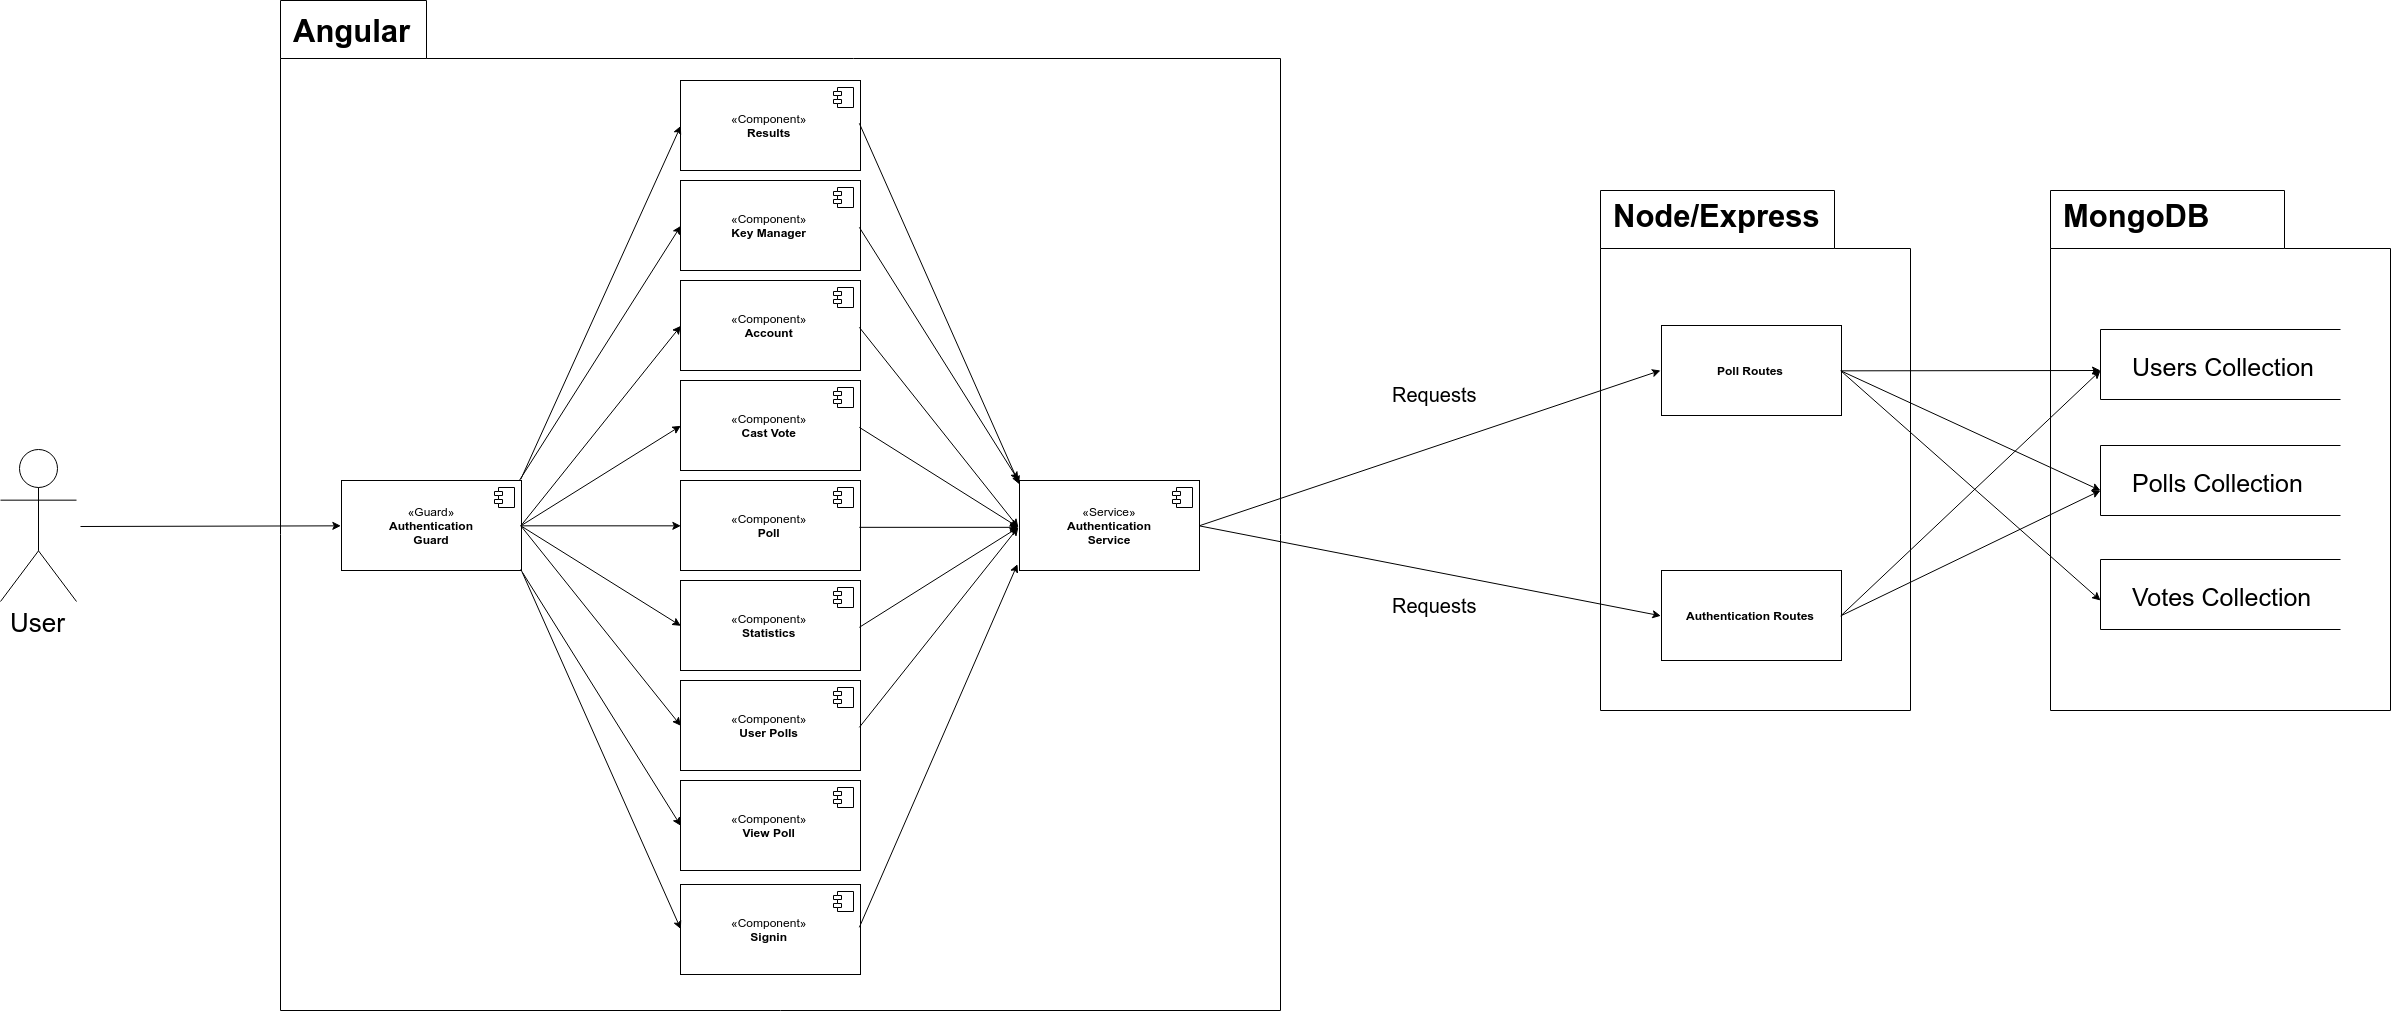 Angular
«Component»
Results
«Component»
Key Manager
«Component»
Account
«Component»
Cast Vote
«Component»
Poll
«Component»
Statistics
«Component»
User Polls
«Component»
View Poll
«Component»
Signin
«Guard»
Authentication
Guard
User
«Service»
Authentication
Service
Requests
Requests
Node/Express
Poll Routes
Authentication Routes
MongoDB
Users Collection
Polls Collection
Votes Collection